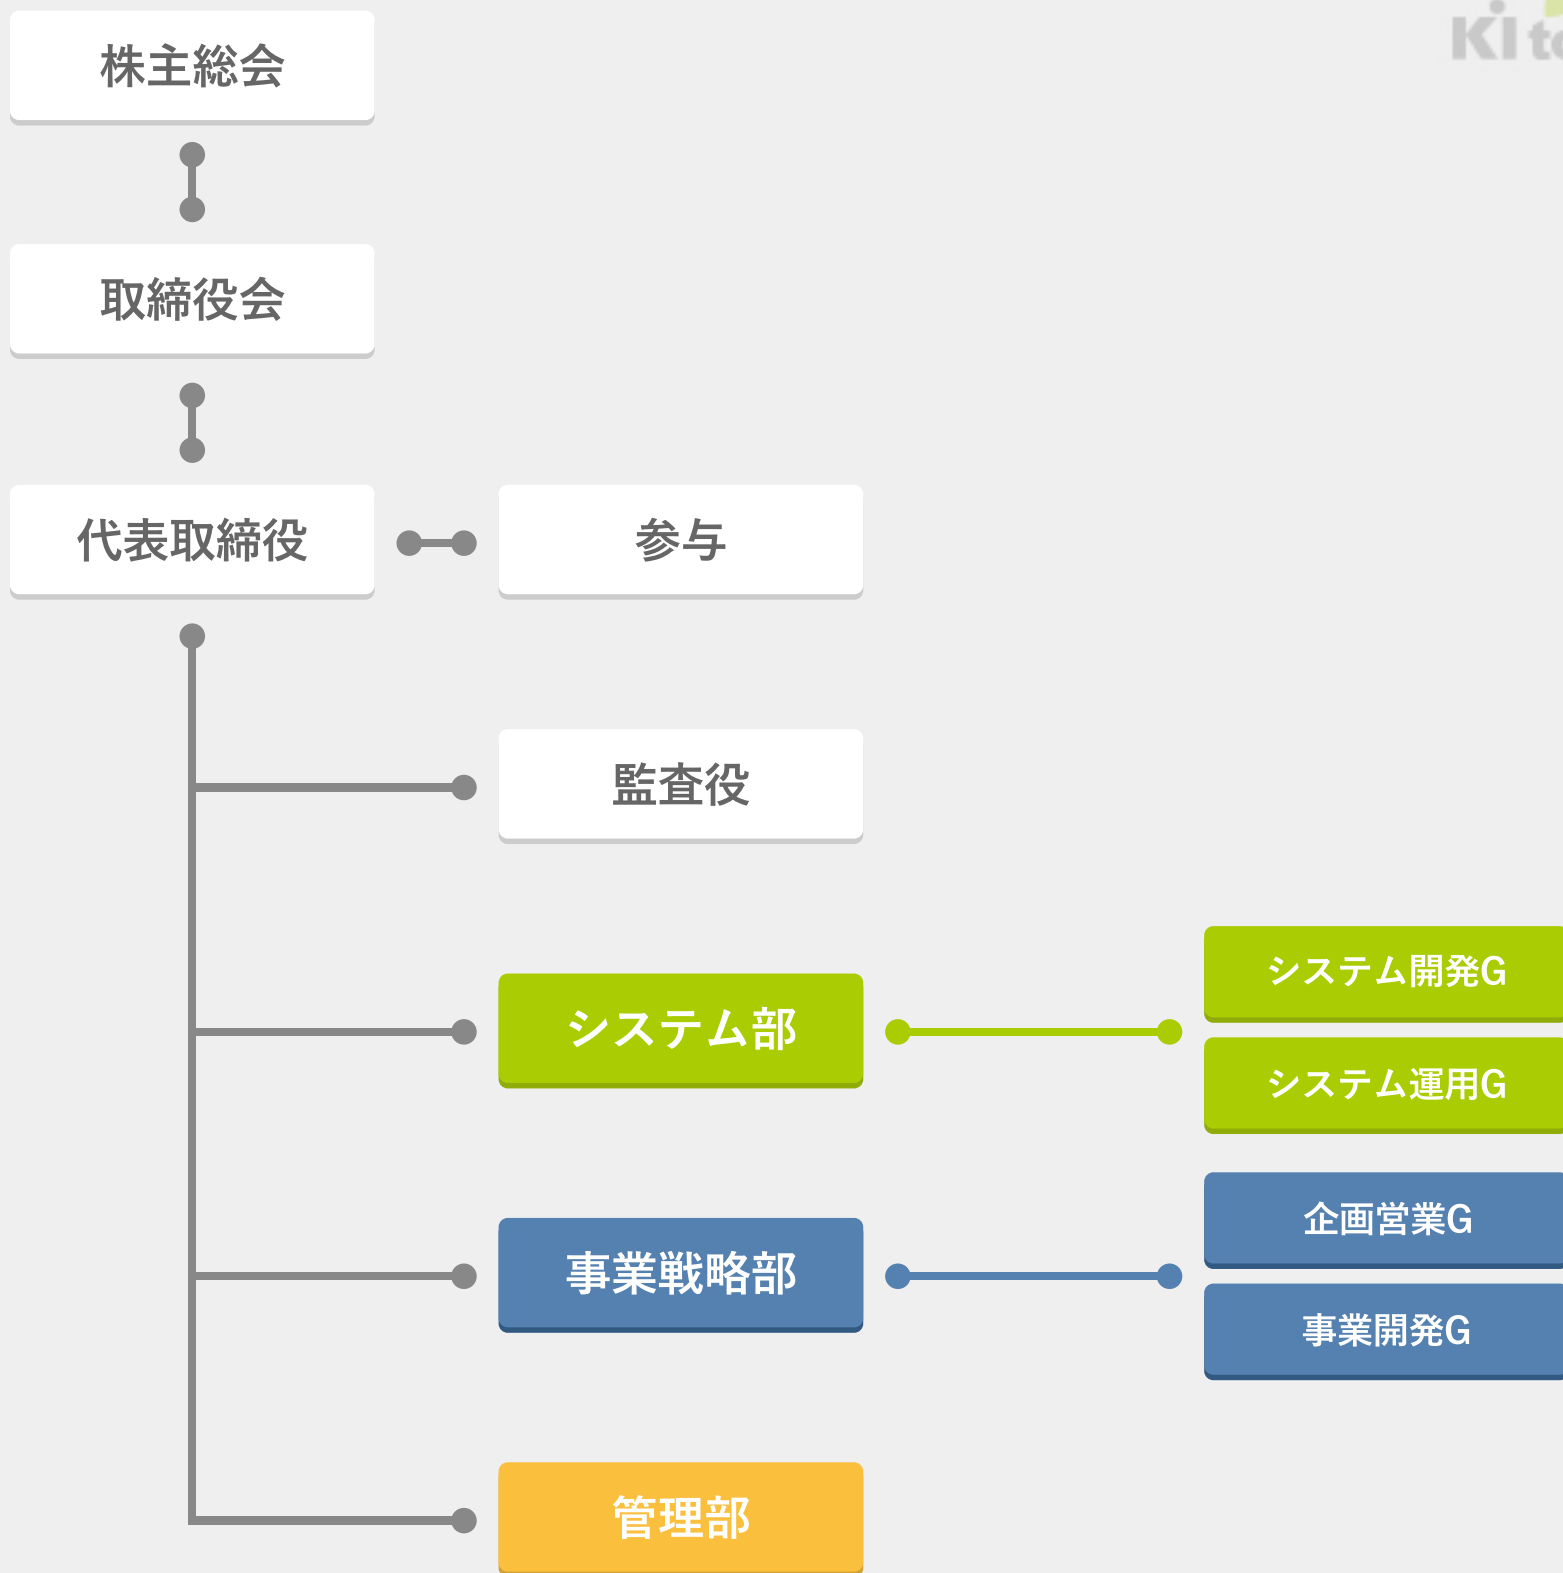 Ki
株主総会
取締役会
代表取締役
参与
監査役
システム部
システム開発G
システム運用G
事業戦略部
企画営業G
事業開発G
管理部